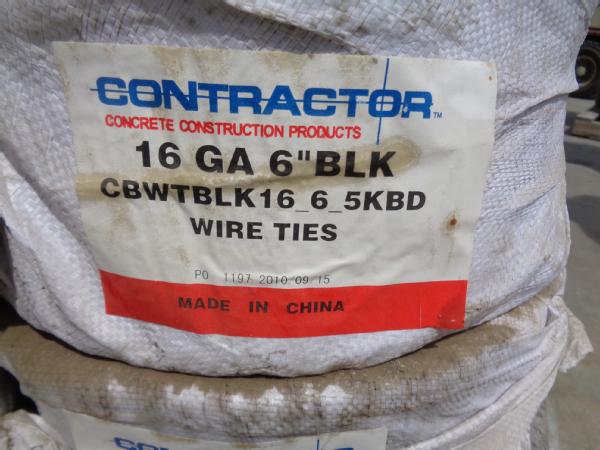 CONTRACTOR™
CONCRETE CONSTRUCTION PRODUCTS
16 GA 6"BLK
CBWTBLK16_6_5KBD
WIRE TIES
PO 1197 2010/09/15
MADE IN CHINA
CONTRACTOR